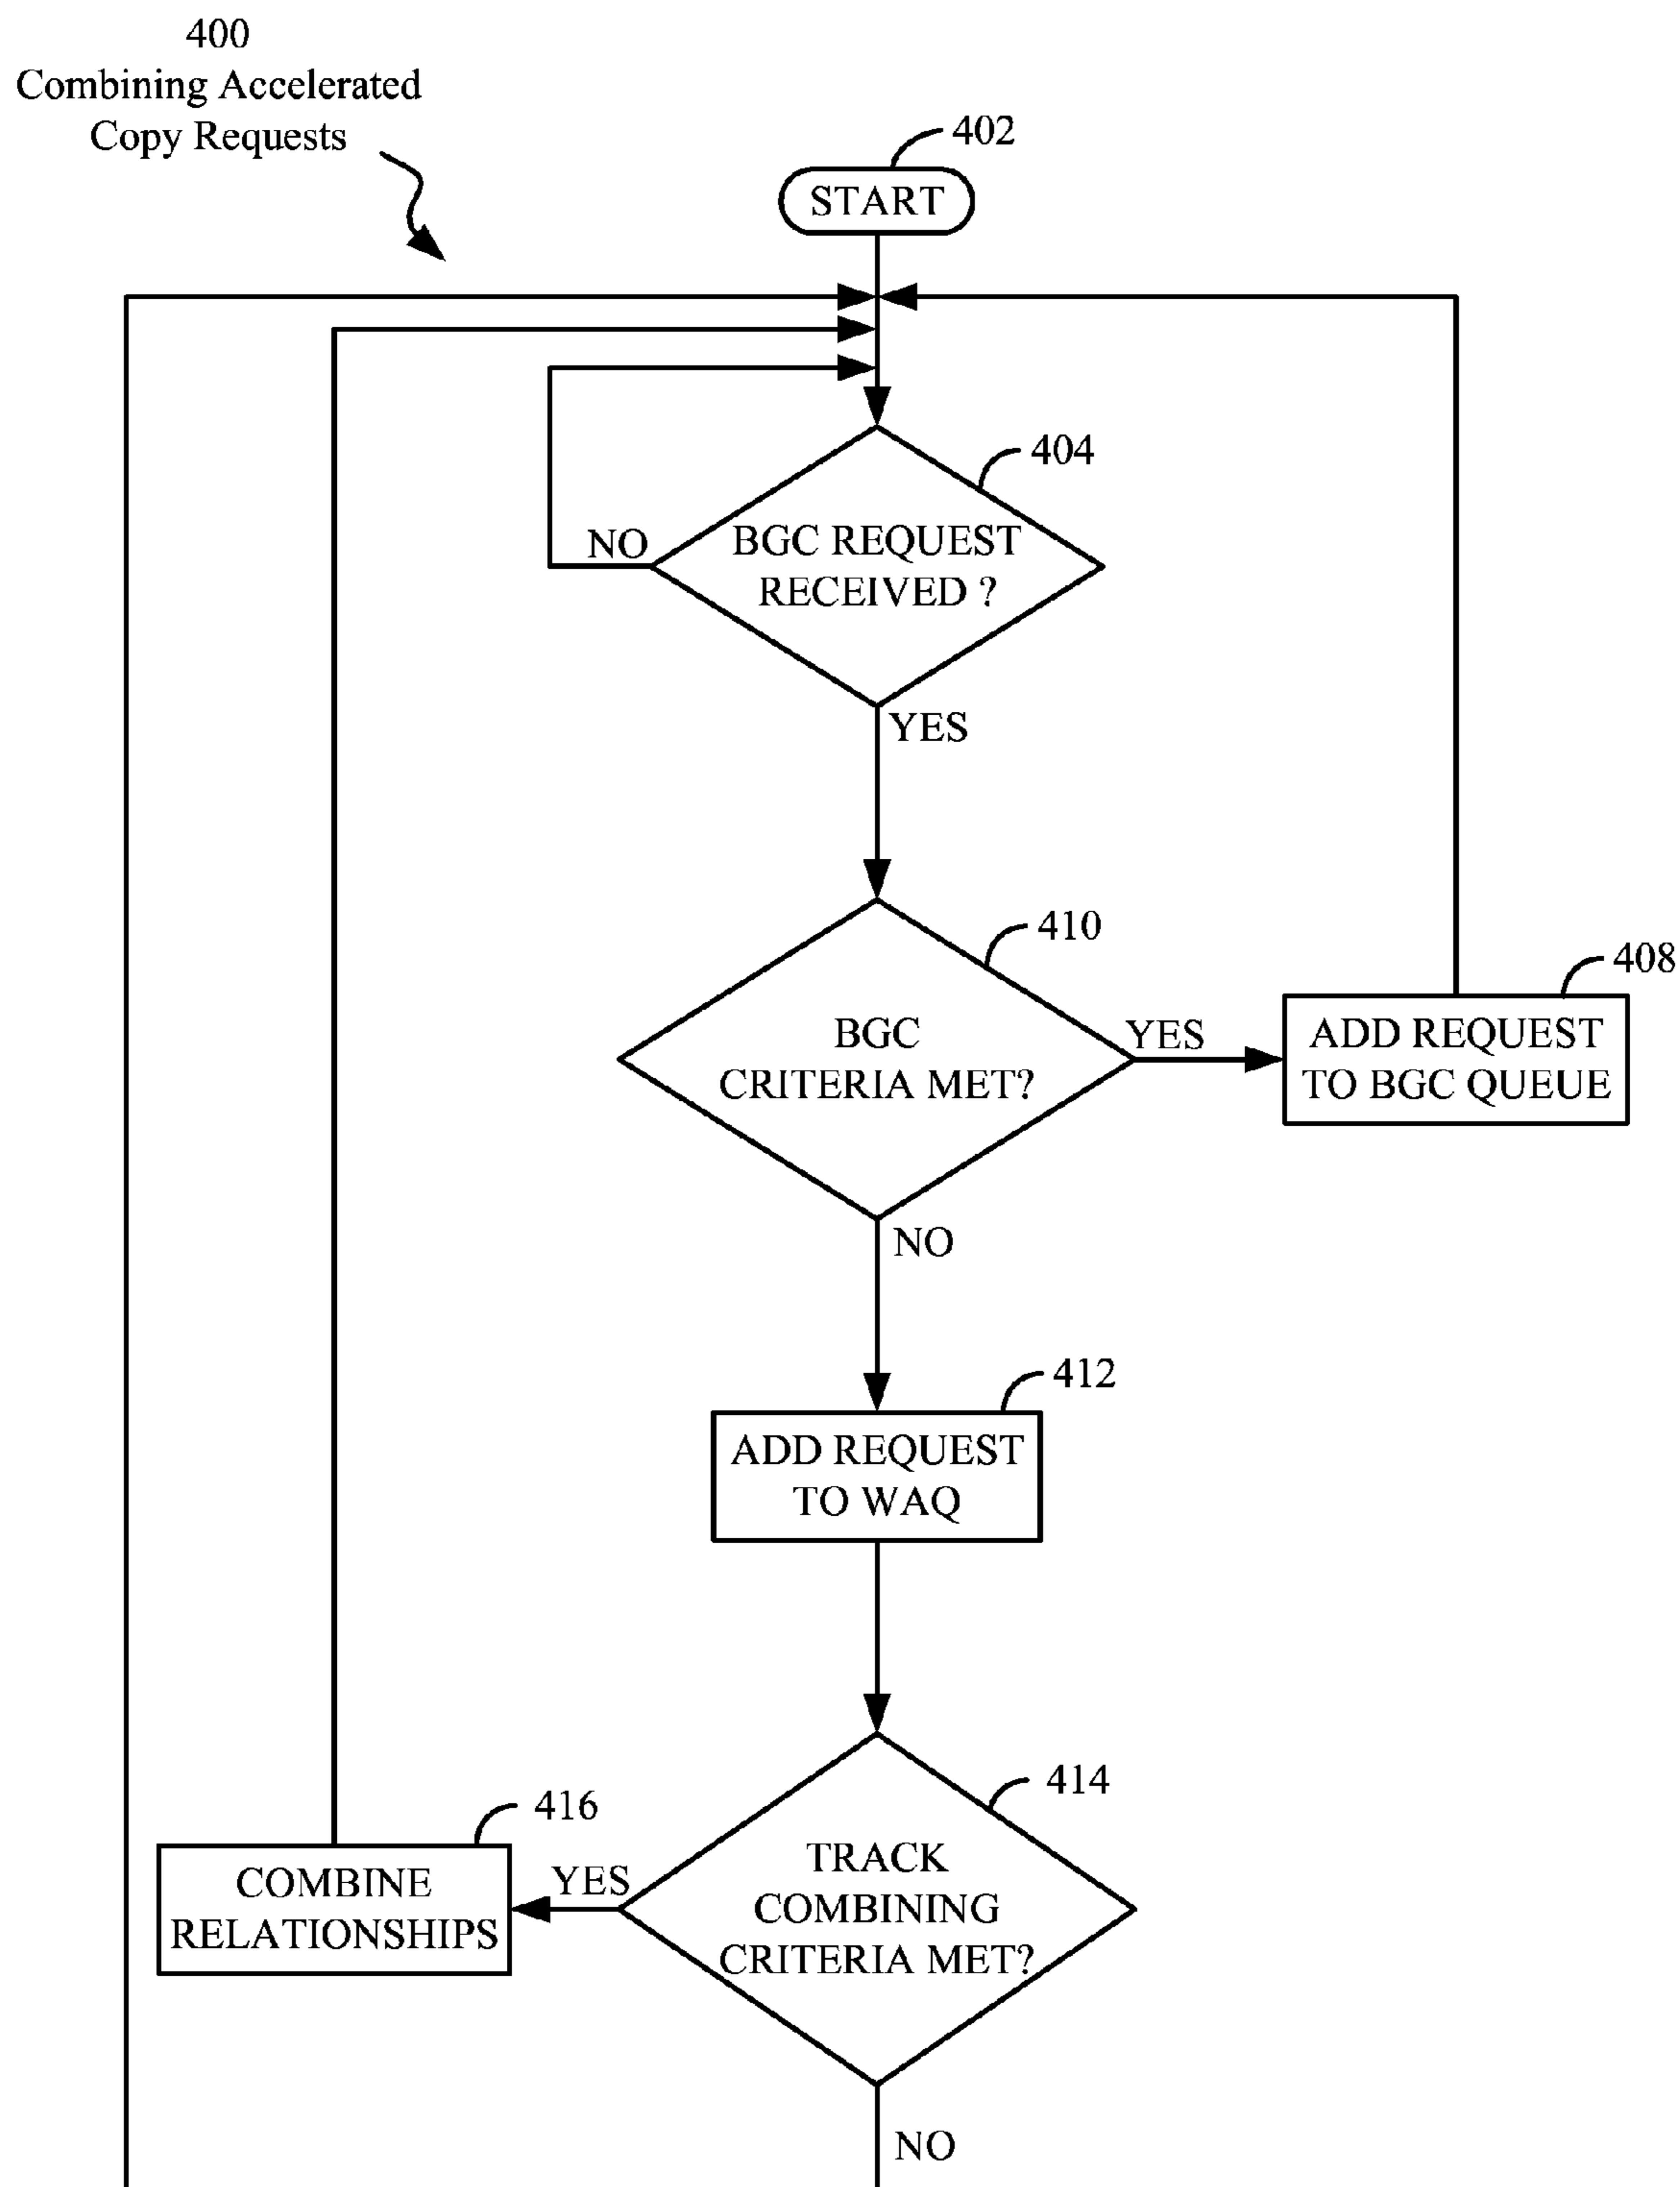 400
Combining Accelerated
Copy Requests
402
START
404
NO
BGC REQUEST
RECEIVED ?
YES
410
408
BGC
CRITERIA MET?
YES
ADD REQUEST
TO BGC QUEUE
NO
412
ADD REQUEST
TO WAQ
414
416
TRACK
COMBINING
CRITERIA MET?
YES
COMBINE
RELATIONSHIPS
NO